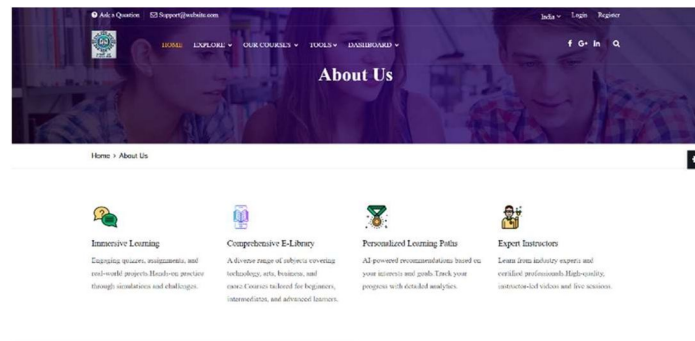 Ask a Question Support@website.com India Login Register
HOME EXPLORE OUR COURSES TOOLS DASHBOARD f G+ in
About Us
Home > About Us
Immersive Learning
Engaging quizzes, assignments, and
real-world projects.Hands-on practice
through simulations and challenges.
Comprehensive E-Library
A diverse range of subjects covering
technology, arts, business, and
more Courses tailored for beginners,
intermediates, and advanced learners.
Personalized Learning Paths
AI-powered recommendations based on
your interests and goals.Track your
progress with detailed analytics.
Expert Instructors
Learn from industry experts and
certified professionals.High-quality,
instructor-led videos and live sessions.